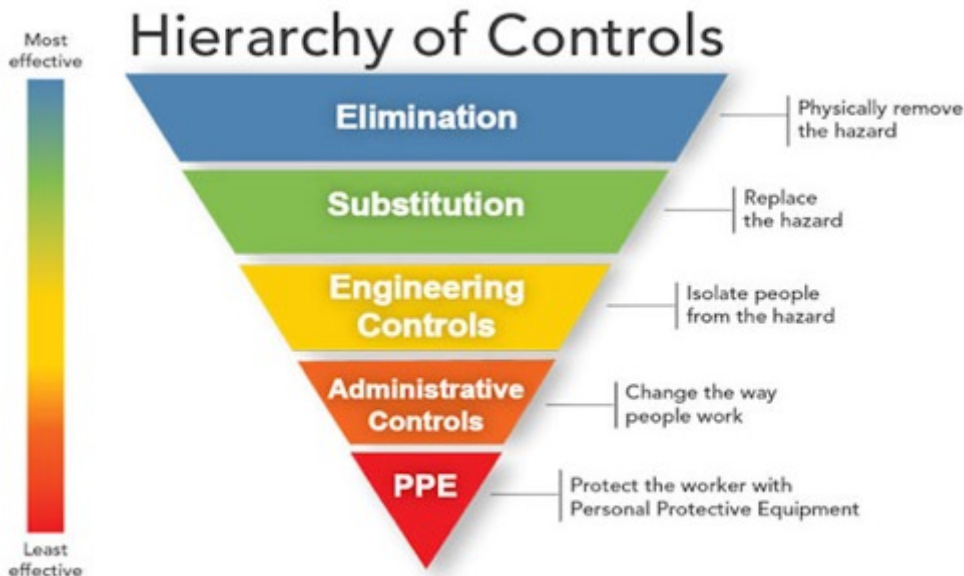 Hierarchy of Controls
Most
effective
Elimination
Physically remove
the hazard
Substitution
Replace
the hazard
Engineering
Controls
Isolate people
from the hazard
Administrative
Controls
Change the way
people work
PPE
Protect the worker with
Personal Protective Equipment
Least
effective